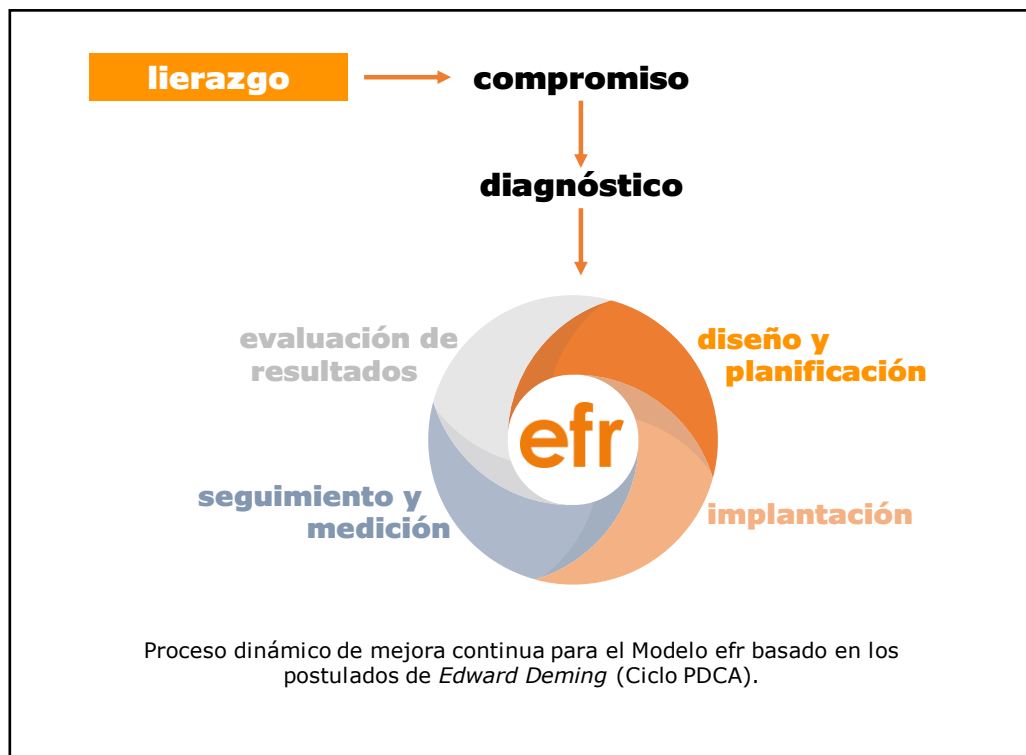 lierazgo
compromiso
diagnóstico
evaluación de
resultados
diseño y
planificación
efr
seguimiento y
medición
implantación
Proceso dinámico de mejora continua para el Modelo efr basado en los
postulados de Edward Deming (Ciclo PDCA).